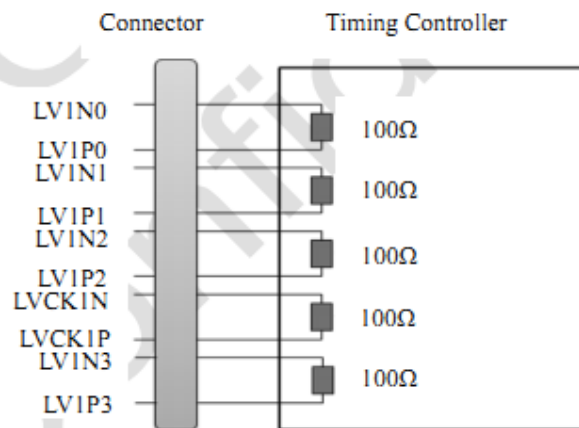 Connector
Timing Controller
LV1N0
100Ω
LV1P0
LV1N1
100Ω
LV1P1
LV1N2
100Ω
LV1P2
LVCK1N
100Ω
LVCK1P
LV1N3
100Ω
LV1P3